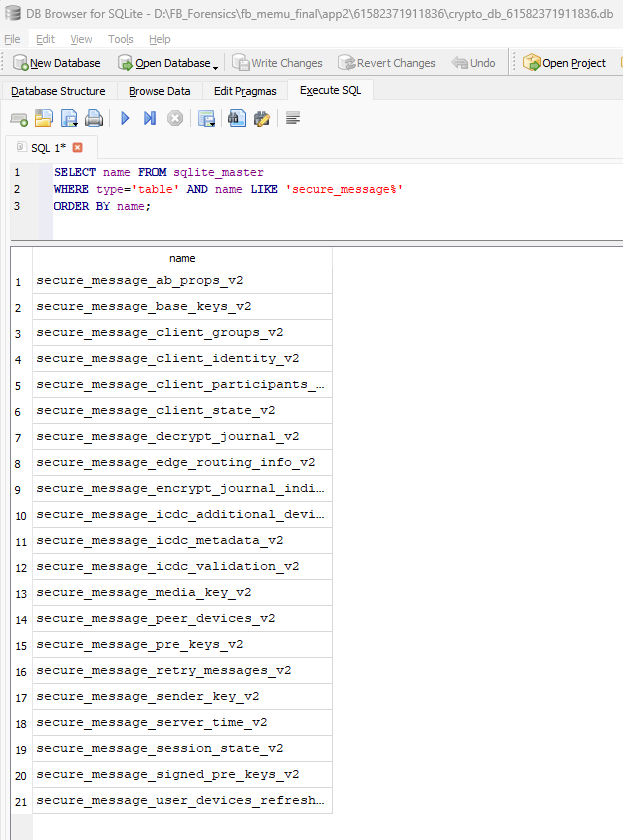 DB Browser for SQLite - D:\FB_Forensics\fb_memu_final\app2\61582371911836\crypto_db_61582371911836.db
File Edit View Tools Help
New Database Open Database Write Changes Revert Changes Undo Open Project
Database Structure Browse Data Edit Pragmas Execute SQL
SQL 1*
1 SELECT name FROM sqlite_master
2 WHERE type='table' AND name LIKE 'secure_message%'
3 ORDER BY name;
name
1 secure_message_ab_props_v2
2 secure_message_base_keys_v2
3 secure_message_client_groups_v2
4 secure_message_client_identity_v2
5 secure_message_client_participants_…
6 secure_message_client_state_v2
7 secure_message_decrypt_journal_v2
8 secure_message_edge_routing_info_v2
9 secure_message_encrypt_journal_indi…
10 secure_message_icdc_additional_devi…
11 secure_message_icdc_metadata_v2
12 secure_message_icdc_validation_v2
13 secure_message_media_key_v2
14 secure_message_peer_devices_v2
15 secure_message_pre_keys_v2
16 secure_message_retry_messages_v2
17 secure_message_sender_key_v2
18 secure_message_server_time_v2
19 secure_message_session_state_v2
20 secure_message_signed_pre_keys_v2
21 secure_message_user_devices_refresh…